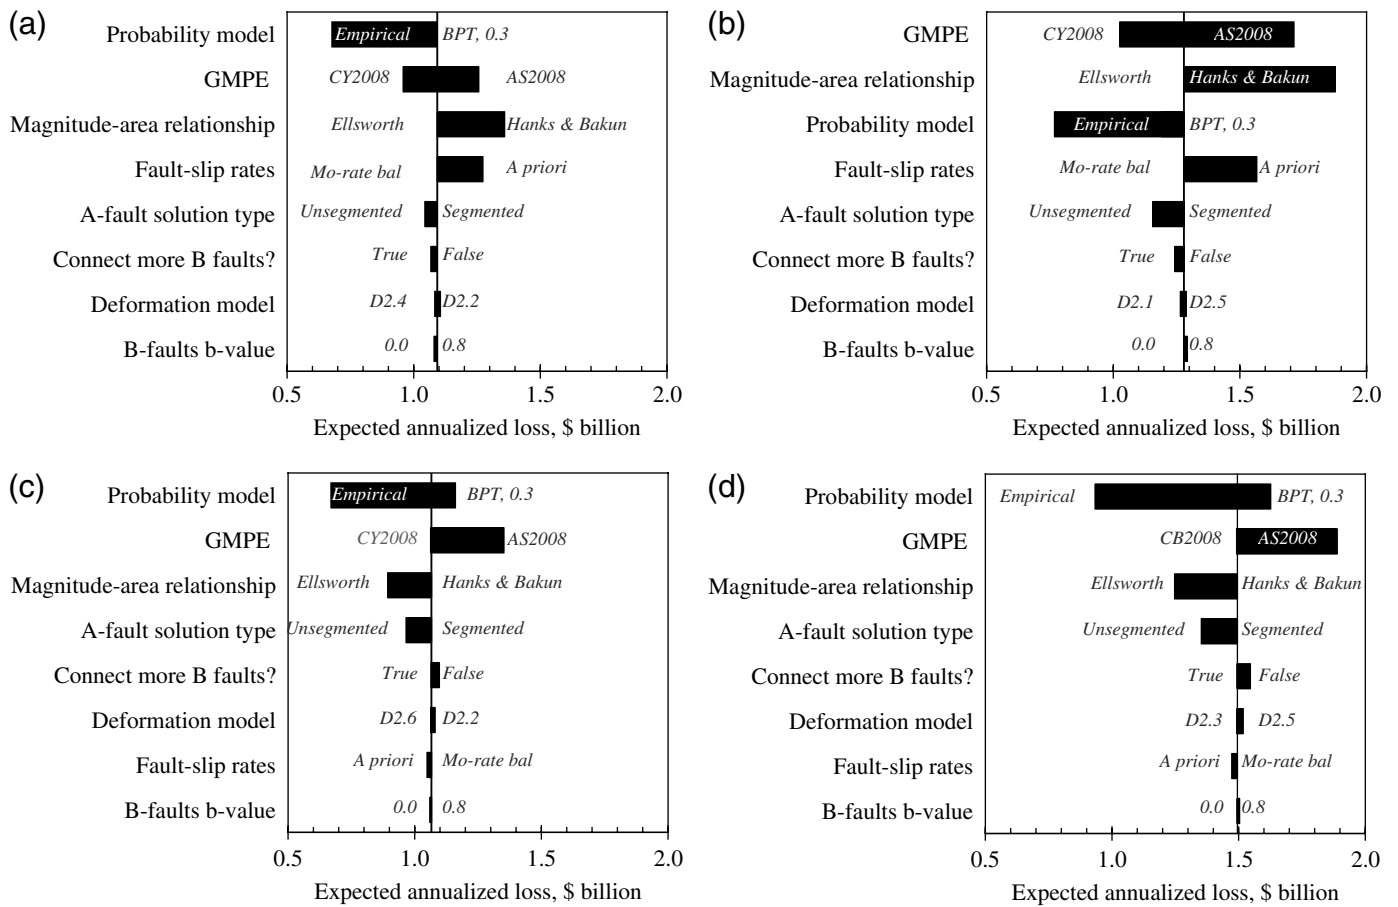 (a)
Probability model Empirical BPT, 0.3
GMPE CY2008 AS2008
Magnitude-area relationship Ellsworth Hanks & Bakun
Fault-slip rates Mo-rate bal A priori
A-fault solution type Unsegmented Segmented
Connect more B faults? True False
Deformation model D2.4 D2.2
B-faults b-value 0.0 0.8
0.5 1.0 1.5 2.0
Expected annualized loss, $ billion
(b)
GMPE CY2008 AS2008
Magnitude-area relationship Ellsworth Hanks & Bakun
Probability model Empirical BPT, 0.3
Fault-slip rates Mo-rate bal A priori
A-fault solution type Unsegmented Segmented
Connect more B faults? True False
Deformation model D2.1 D2.5
B-faults b-value 0.0 0.8
0.5 1.0 1.5 2.0
Expected annualized loss, $ billion
(c)
Probability model Empirical BPT, 0.3
GMPE CY2008 AS2008
Magnitude-area relationship Ellsworth Hanks & Bakun
A-fault solution type Unsegmented Segmented
Connect more B faults? True False
Deformation model D2.6 D2.2
Fault-slip rates A priori Mo-rate bal
B-faults b-value 0.0 0.8
0.5 1.0 1.5 2.0
Expected annualized loss, $ billion
(d)
Probability model Empirical BPT, 0.3
GMPE CB2008 AS2008
Magnitude-area relationship Ellsworth Hanks & Bakun
A-fault solution type Unsegmented Segmented
Connect more B faults? True False
Deformation model D2.3 D2.5
Fault-slip rates A priori Mo-rate bal
B-faults b-value 0.0 0.8
0.5 1.0 1.5 2.0
Expected annualized loss, $ billion